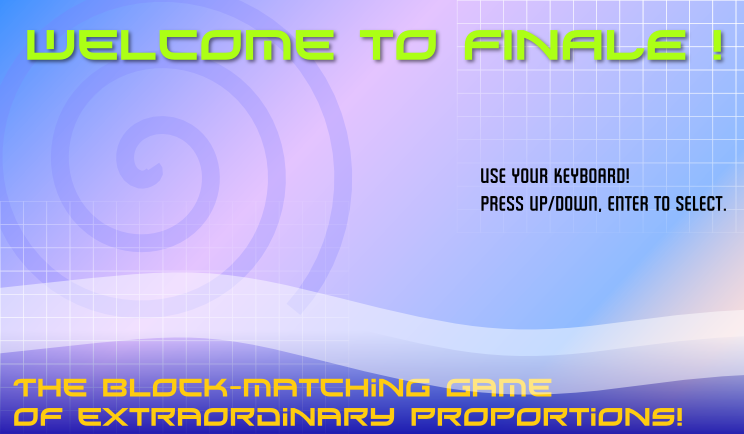 WELCOME TO FINALE !
USE YOUR KEYBOARD!
PRESS UP/DOWN, ENTER TO SELECT.
THE BLOCK-MATCHING GAME
OF EXTRAORDINARY PROPORTIONS!